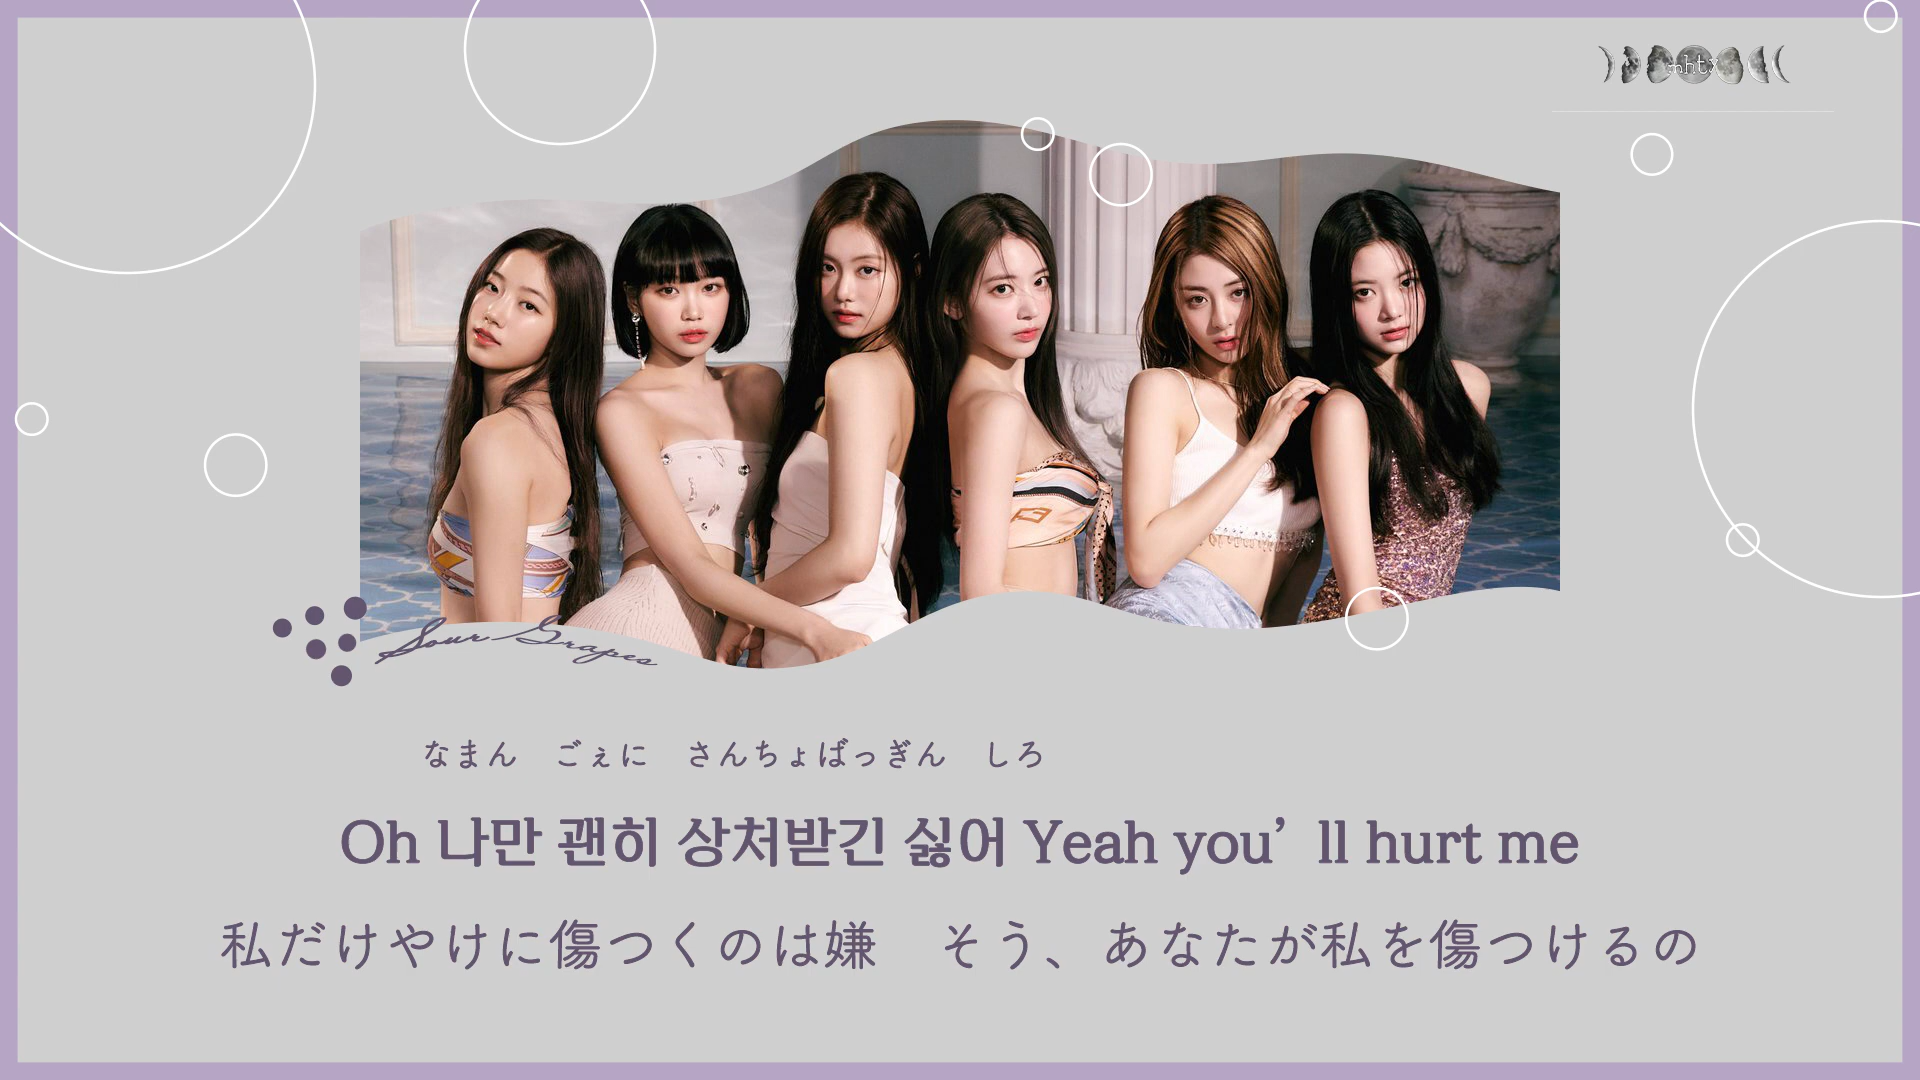 mhtx
Sour Grapes
なまん　ごぇに　さんちょばっぎん　しろ
Oh 나만 괜히 상처받긴 싫어 Yeah you’ll hurt me
私だけやけに傷つくのは嫌　そう、あなたが私を傷つけるの